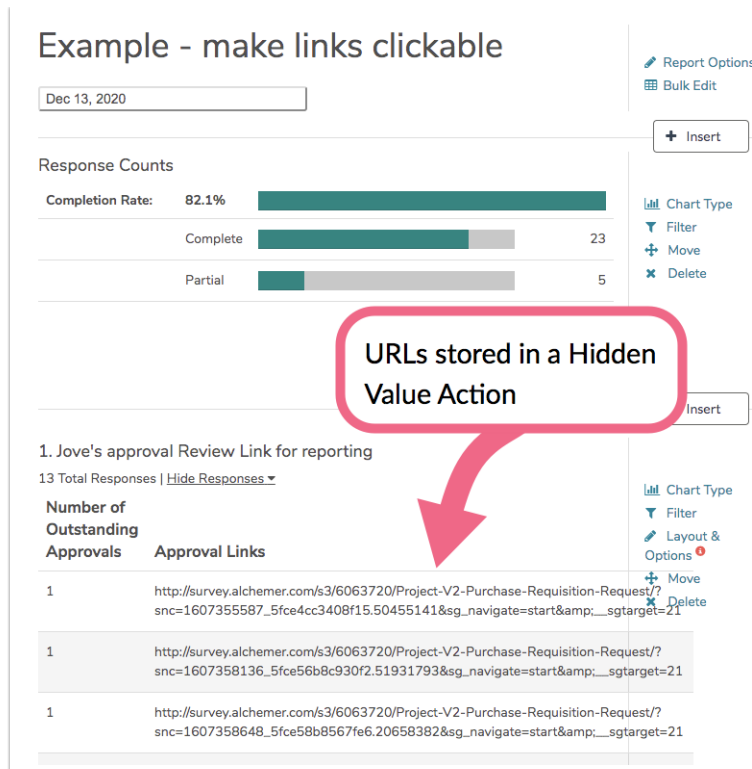 Example - make links clickable
Report Options
Bulk Edit
Dec 13, 2020
+ Insert
Response Counts
Completion Rate: 82.1%
Complete 23
Partial 5
Chart Type
Filter
Move
Delete
URLs stored in a Hidden
Value Action
Insert
1. Jove's approval Review Link for reporting
13 Total Responses | Hide Responses
Chart Type
Filter
Layout &
Options
Move
Delete
Number of
Outstanding
Approvals Approval Links
1 http://survey.alchemer.com/s3/6063720/Project-V2-Purchase-Requisition-Request/?
snc=1607355587_5fce4cc3408f15.50455141&sg_navigate=start&amp;__sgtarget=21
1 http://survey.alchemer.com/s3/6063720/Project-V2-Purchase-Requisition-Request/?
snc=1607358136_5fce56b8c930f2.51931793&sg_navigate=start&amp;__sgtarget=21
1 http://survey.alchemer.com/s3/6063720/Project-V2-Purchase-Requisition-Request/?
snc=1607358648_5fce58b8567fe6.20658382&sg_navigate=start&amp;__sgtarget=21